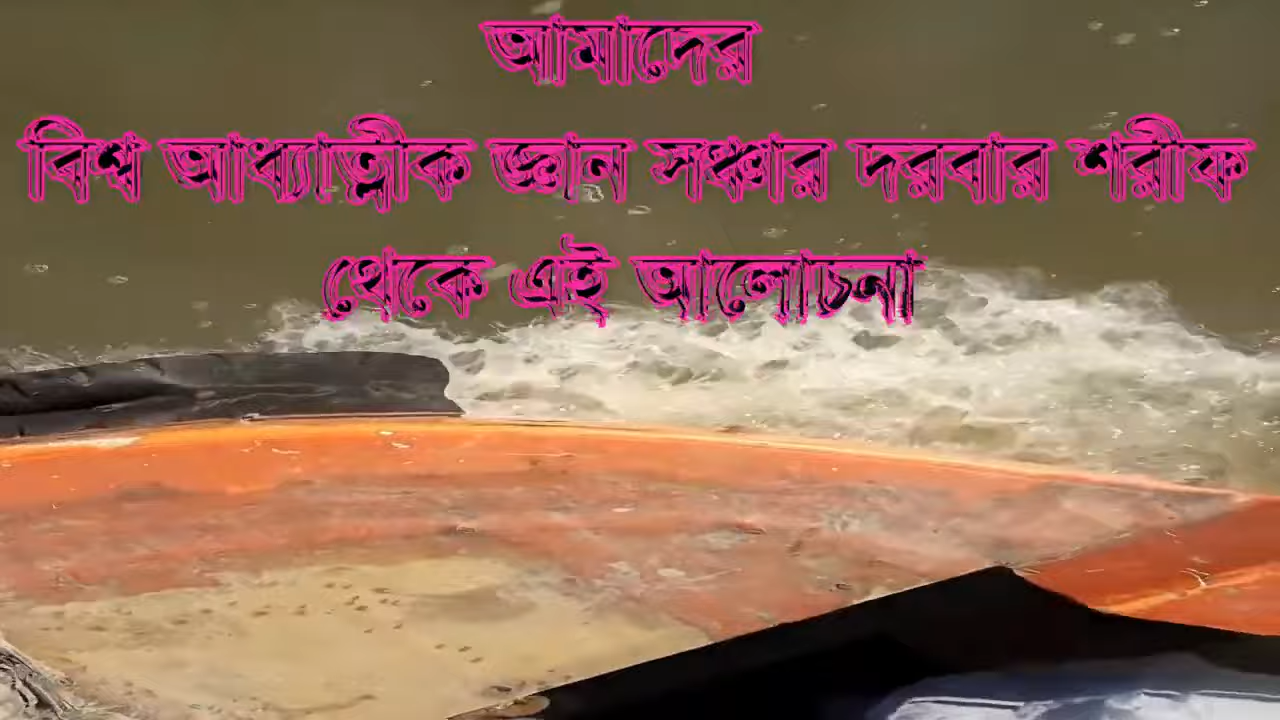 আমাদের
বিশ্ব আধ্যাত্নীক জ্ঞান সঞ্চার দরবার শরীফ
থেকে এই আলোচনা